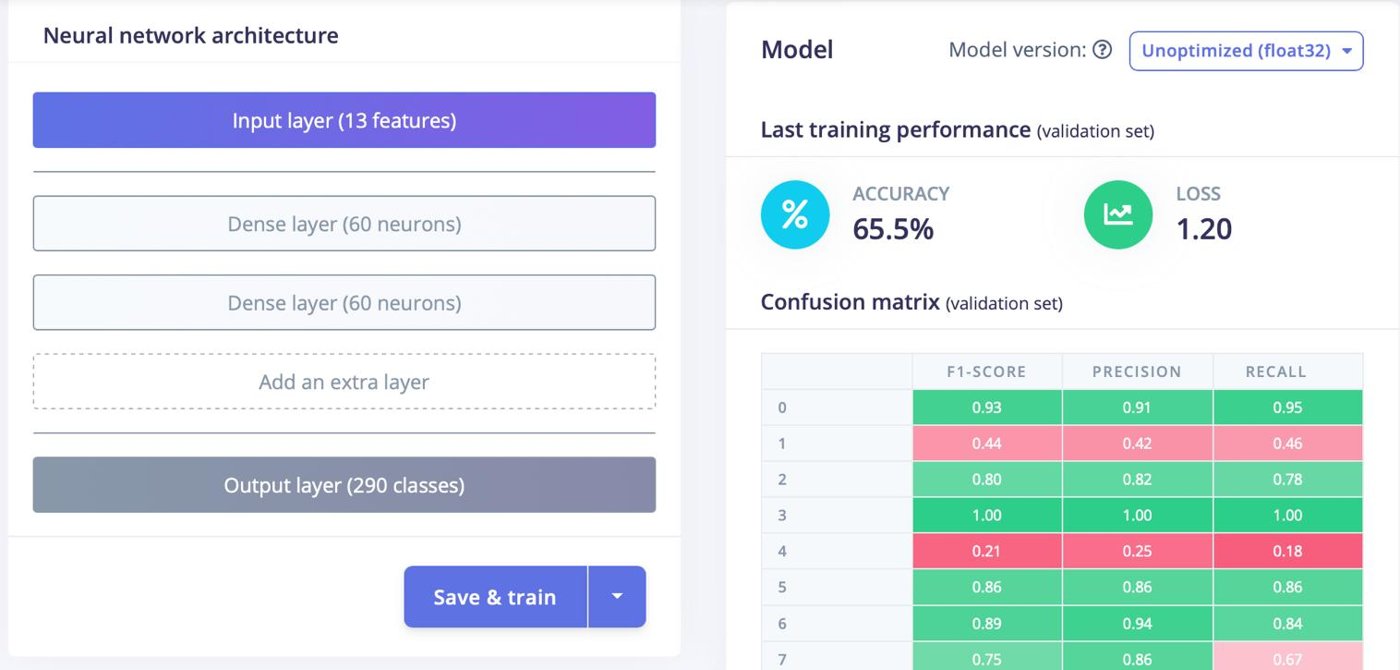 Neural network architecture
Input layer (13 features)
Dense layer (60 neurons)
Dense layer (60 neurons)
Add an extra layer
Output layer (290 classes)
Save & train
Model
Model version: ?
Unoptimized (float32)
Last training performance (validation set)
%
ACCURACY
65.5%
LOSS
1.20
Confusion matrix (validation set)
F1-SCORE PRECISION RECALL
0 0.93 0.91 0.95
1 0.44 0.42 0.46
2 0.80 0.82 0.78
3 1.00 1.00 1.00
4 0.21 0.25 0.18
5 0.86 0.86 0.86
6 0.89 0.94 0.84
7 0.75 0.86 0.67